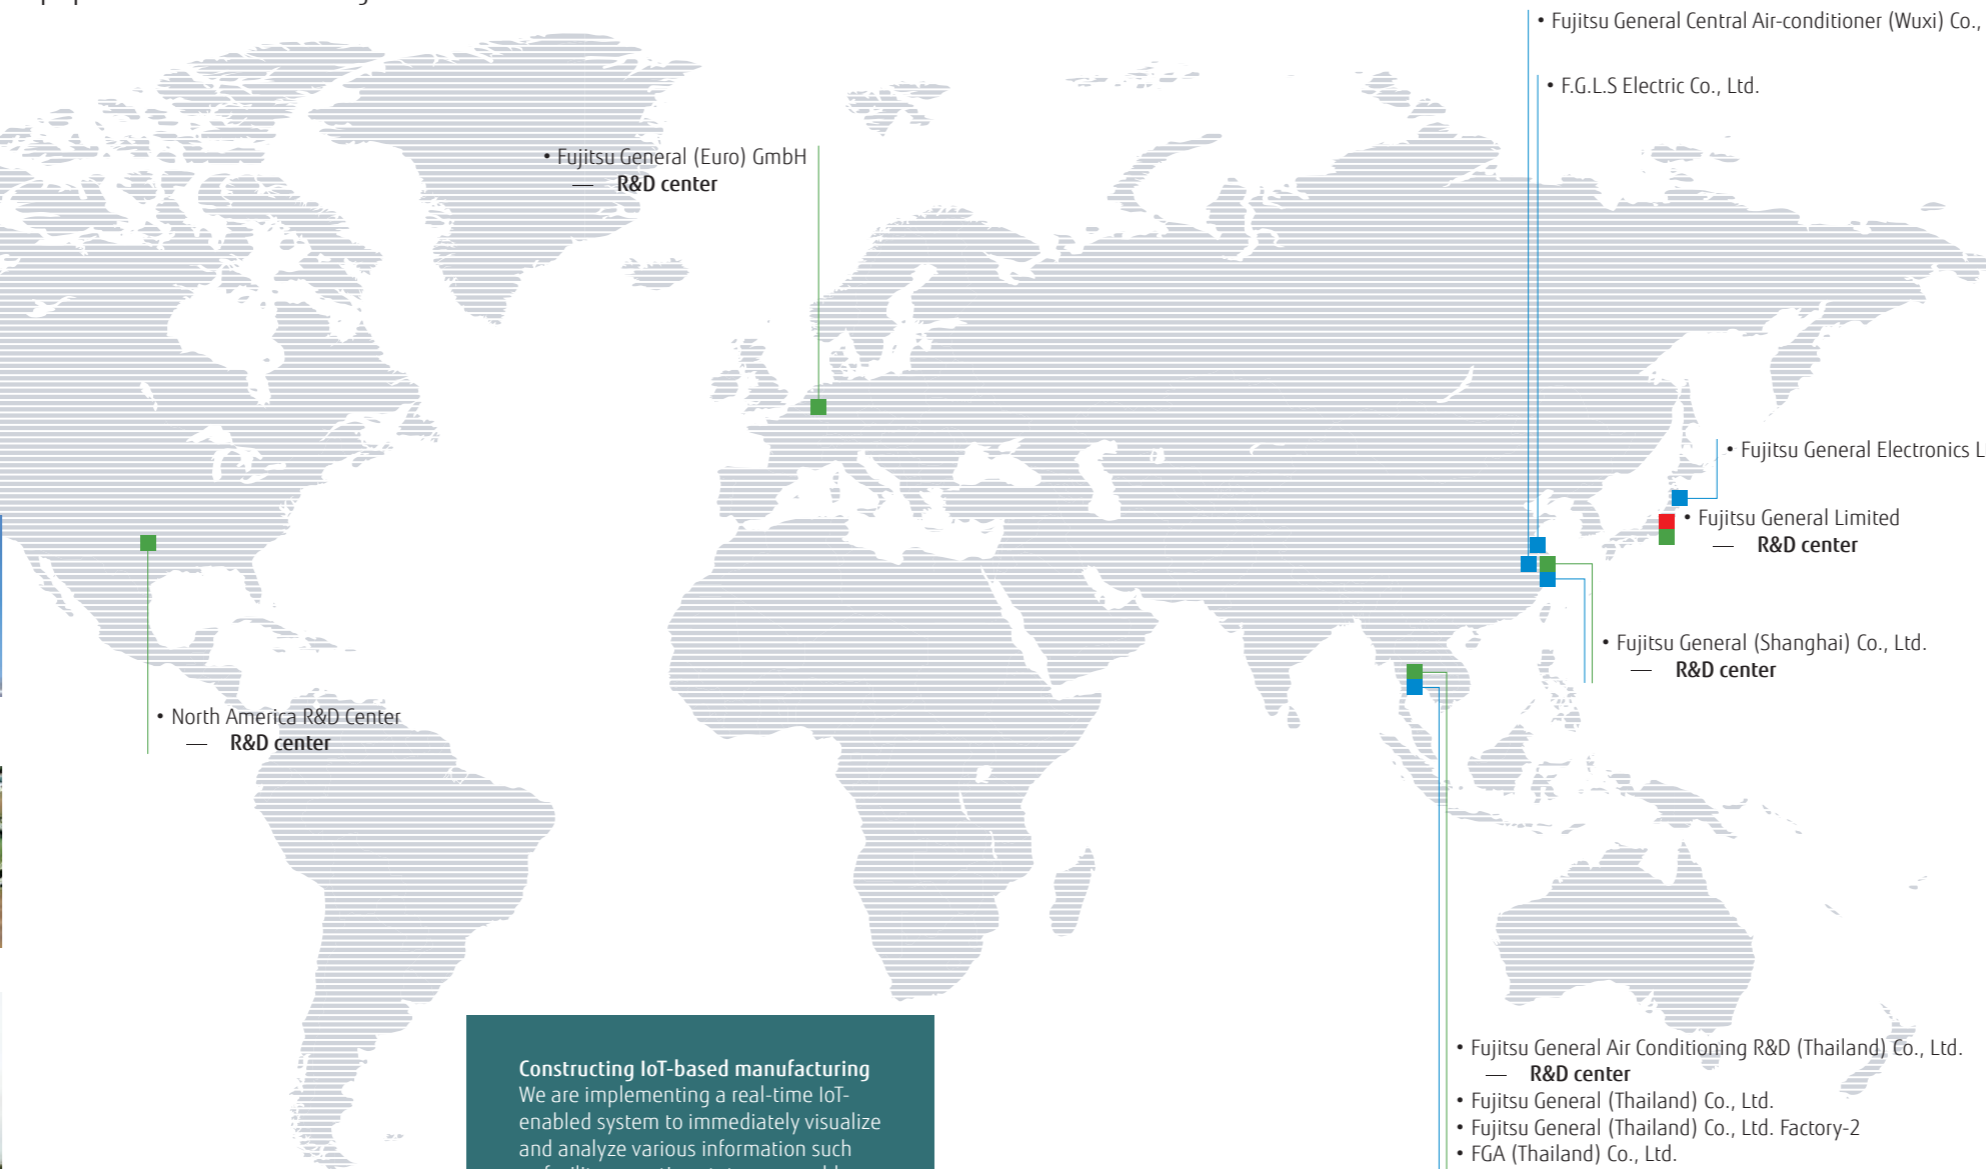 • Fujitsu General Central Air-conditioner (Wuxi) Co.,
• F.G.L.S Electric Co., Ltd.
• Fujitsu General (Euro) GmbH
— R&D center
• Fujitsu General Electronics L
• Fujitsu General Limited
— R&D center
• Fujitsu General (Shanghai) Co., Ltd.
— R&D center
• North America R&D Center
— R&D center
• Fujitsu General Air Conditioning R&D (Thailand) Co., Ltd.
— R&D center
• Fujitsu General (Thailand) Co., Ltd.
• Fujitsu General (Thailand) Co., Ltd. Factory-2
• FGA (Thailand) Co., Ltd.
Constructing IoT-based manufacturing
We are implementing a real-time IoT-
enabled system to immediately visualize
and analyze various information such